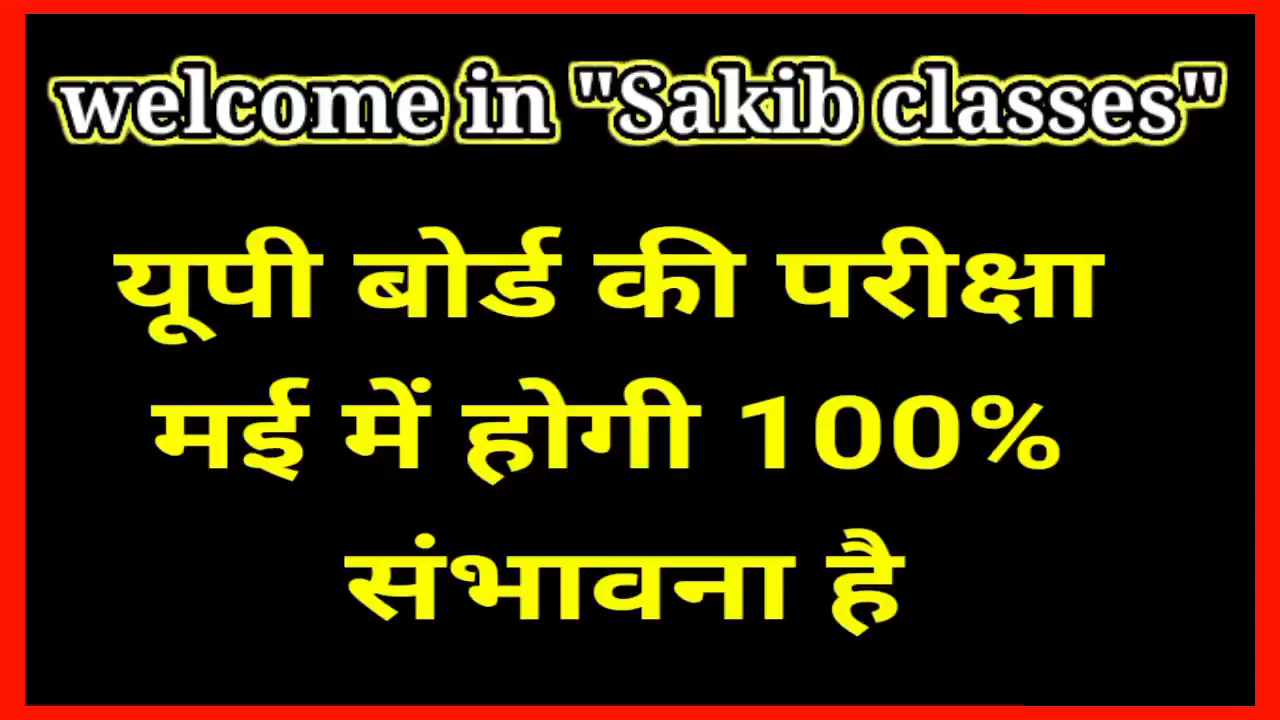 welcome in "Sakib classes"
यूपी बोर्ड की परीक्षा
मई में होगी 100%
संभावना है